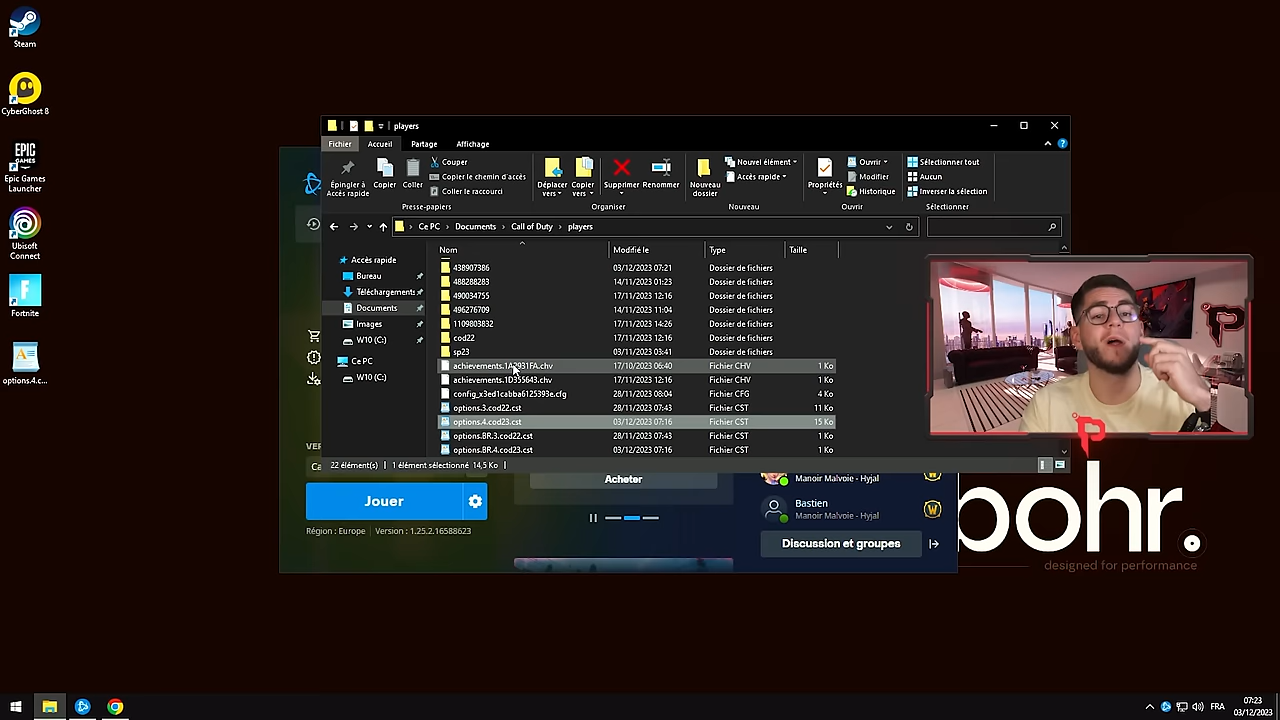 Steam
CyberGhost 8
EPIC
GAMES
Epic Games
Launcher
Ubisoft
Connect
Fortnite
options.4.c...
players
Fichier
Accueil
Partage
Affichage
Épingler à
Accès rapide
Copier
Coller
Couper
Copier le chemin d'accès
Coller le raccourci
Presse-papiers
Déplacer
vers
Copier
vers
Supprimer
Renommer
Organiser
Nouveau
dossier
Nouvel élément
Accès rapide
Nouveau
Propriétés
Ouvrir
Modifier
Historique
Ouvrir
Sélectionner tout
Aucun
Inverser la sélection
Sélectionner
Ce PC > Documents > Call of Duty > players
Accès rapide
Bureau
Téléchargements
Documents
Images
W10 (C:)
Ce PC
W10 (C:)
Nom Modifié le Type Taille
438907386 03/12/2023 07:21 Dossier de fichiers
488288283 14/11/2023 01:23 Dossier de fichiers
490034755 17/11/2023 12:16 Dossier de fichiers
496276709 14/11/2023 11:04 Dossier de fichiers
1109803832 17/11/2023 14:26 Dossier de fichiers
cod22 17/11/2023 12:16 Dossier de fichiers
sp23 03/11/2023 03:41 Dossier de fichiers
17/10/2023 06:40 Fichier CHV 1 Ko
achievements.1D355643.chv 17/11/2023 12:16 Fichier CHV 1 Ko
config_x3ed1cabba6125393e.cfg 28/11/2023 08:04 Fichier CFG 4 Ko
options.3.cod22.cst 28/11/2023 07:43 Fichier CST 11 Ko
options.4.cod23.cst 03/12/2023 07:16 Fichier CST 15 Ko
options.BR.3.cod22.cst 28/11/2023 07:43 Fichier CST 1 Ko
options.BR.4.cod23.cst 03/12/2023 07:16 Fichier CST 1 Ko
22 élément(s) 1 élément sélectionné 14,5 Ko
VER
Ca
Jouer
Région : Europe Version : 1.25.2.16588623
Acheter
Manoir Malvoie - Hyjal
Bastien
Manoir Malvoie - Hyjal
Discussion et groupes
bohr.
designed for performance
FRA
07:23
03/12/2023